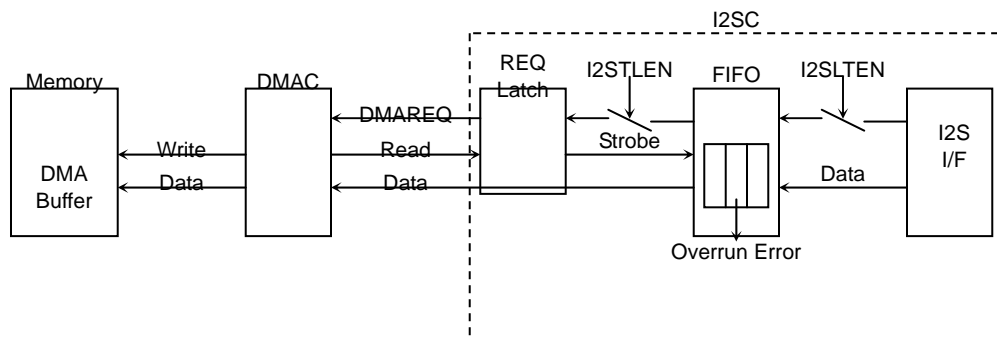 I2SC
Memory
DMAC
REQ
Latch
I2STLEN
FIFO
I2SLTEN
DMAREQ
Write
Read
Strobe
I2S
I/F
DMA
Buffer
Data
Data
Data
Overrun Error